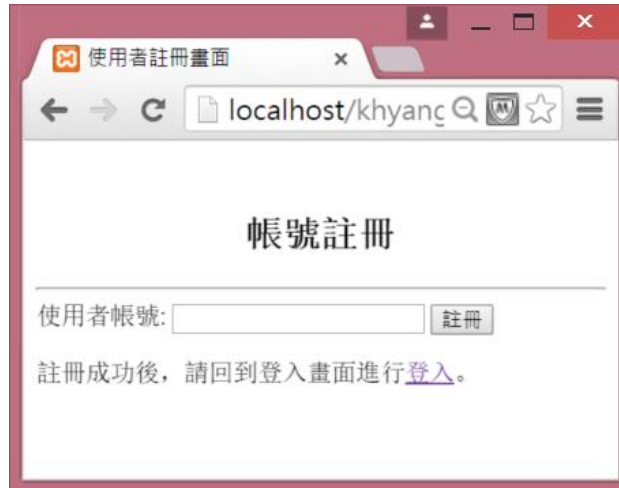 使用者註冊畫面
localhost/khyang
帳號註冊
使用者帳號: 註冊
註冊成功後，請回到登入畫面進行登入。